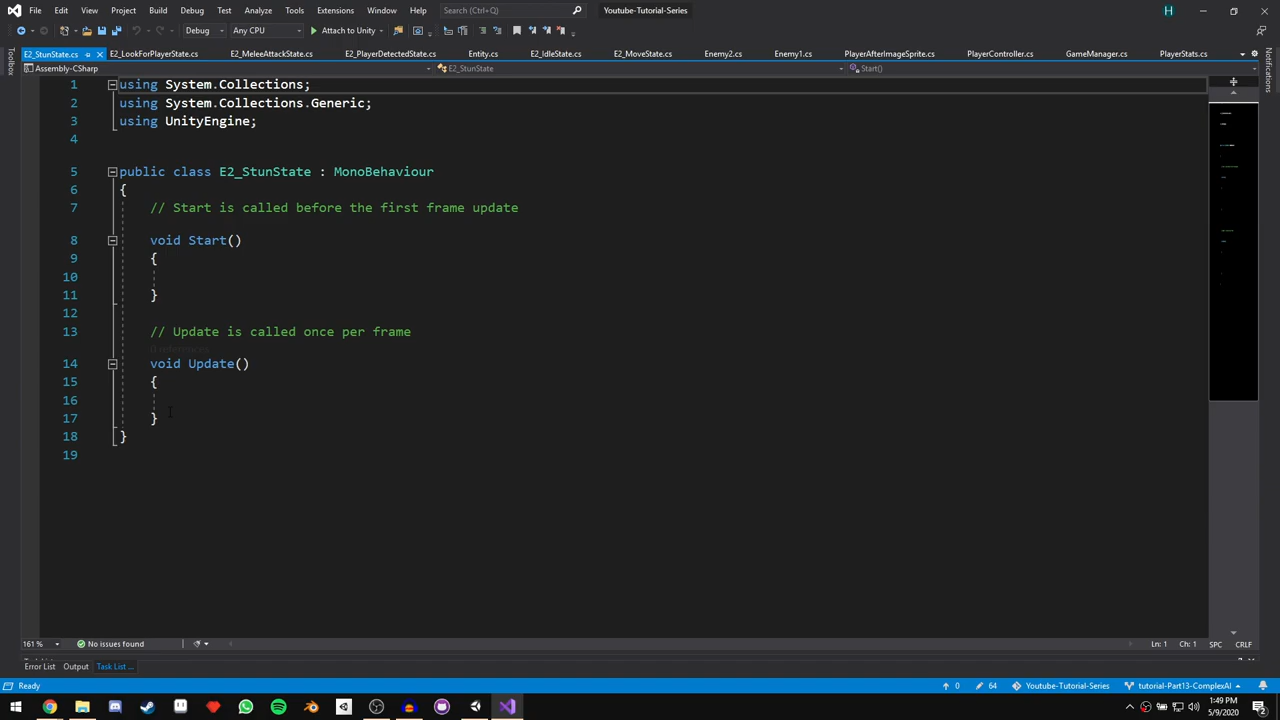 File Edit View Project Build Debug Test Analyze Tools Extensions Window Help Search (Ctrl+Q) Youtube-Tutorial-Series H
Debug Any CPU Attach to Unity
E2_StunState.cs E2_LookForPlayerState.cs E2_MeleeAttackState.cs E2_PlayerDetectedState.cs Entity.cs E2_IdleState.cs E2_MoveState.cs Enemy2.cs Enemy1.cs PlayerAfterImageSprite.cs PlayerController.cs GameManager.cs PlayerStats.cs
Toolbox
Notifications
Assembly-CSharp E2_StunState Start()
1 using System.Collections;
2 using System.Collections.Generic;
3 using UnityEngine;
4
5 public class E2_StunState : MonoBehaviour
6 {
7 // Start is called before the first frame update
8 void Start()
9 {
10
11 }
12
13 // Update is called once per frame
14 void Update()
15 {
16
17 }
18 }
19
161 % No issues found Ln: 1 Ch: 1 SPC CRLF
Error List Output Task List ...
Ready 0 64 Youtube-Tutorial-Series tutorial-Part13-ComplexAI
1:49 PM
5/9/2020